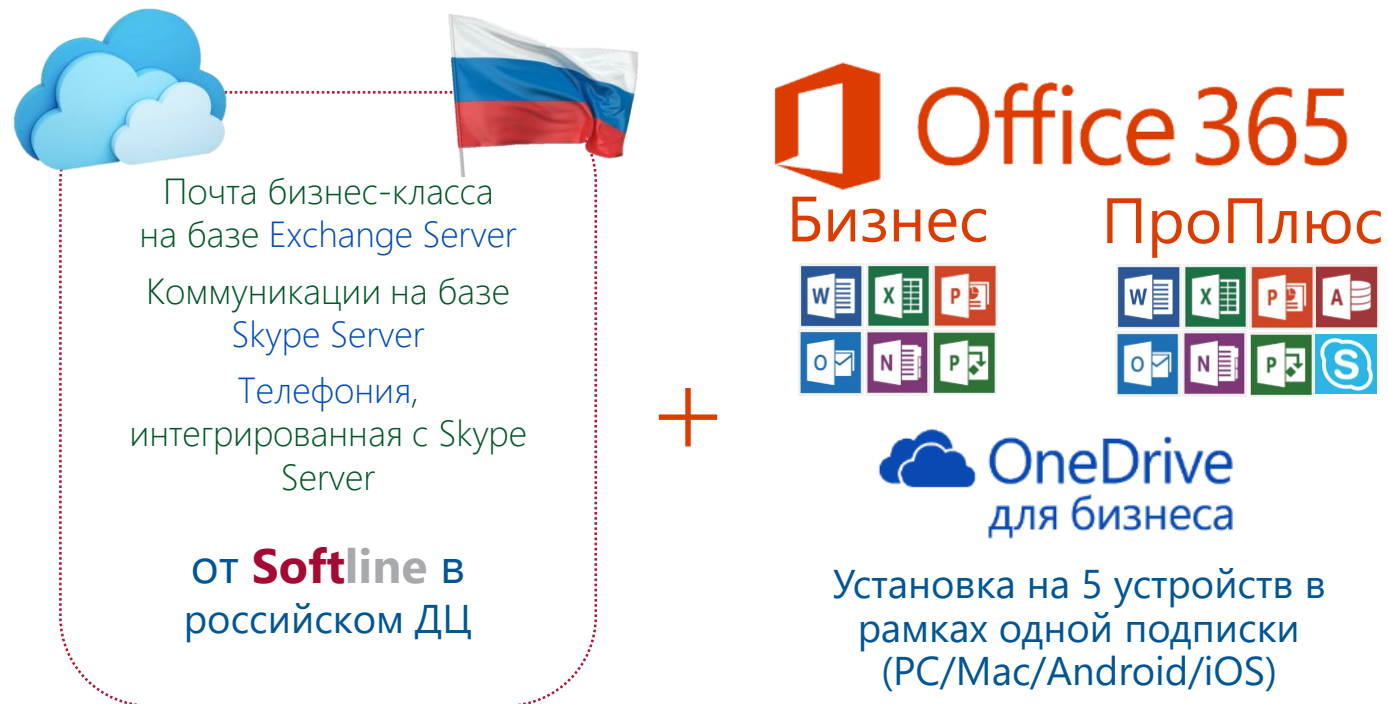 Почта бизнес-класса
на базе Exchange Server
Коммуникации на базе
Skype Server
Телефония,
интегрированная с Skype
Server
от Softline в
российском ДЦ
+
Office 365
Бизнес
ПроПлюс
W X P
O N P
W X P A
O N P S
OneDrive
для бизнеса
Установка на 5 устройств в
рамках одной подписки
(PC/Mac/Android/iOS)